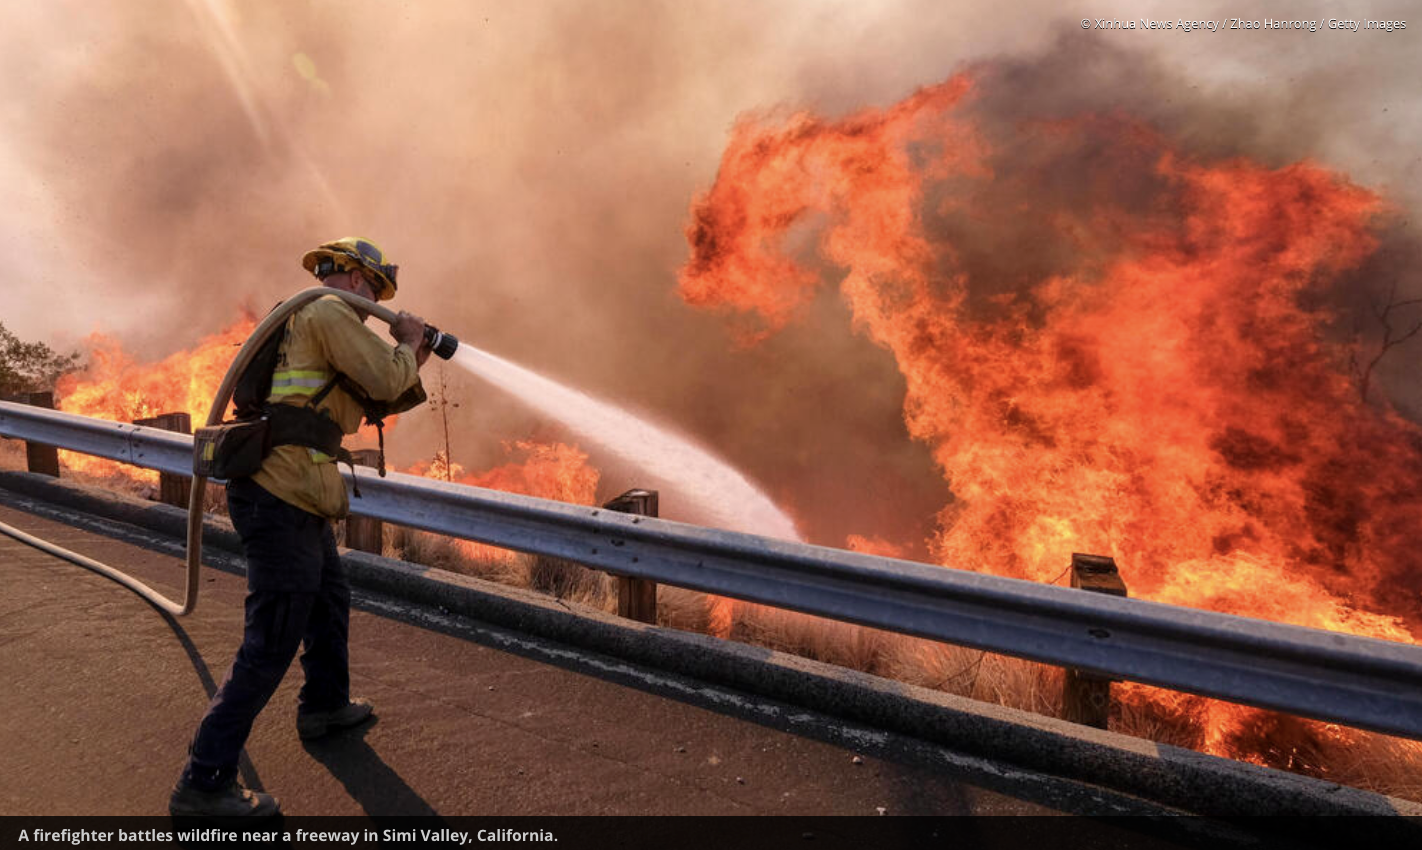 © Xinhua News Agency / Zhao Hanrong / Getty Images
A firefighter battles wildfire near a freeway in Simi Valley, California.